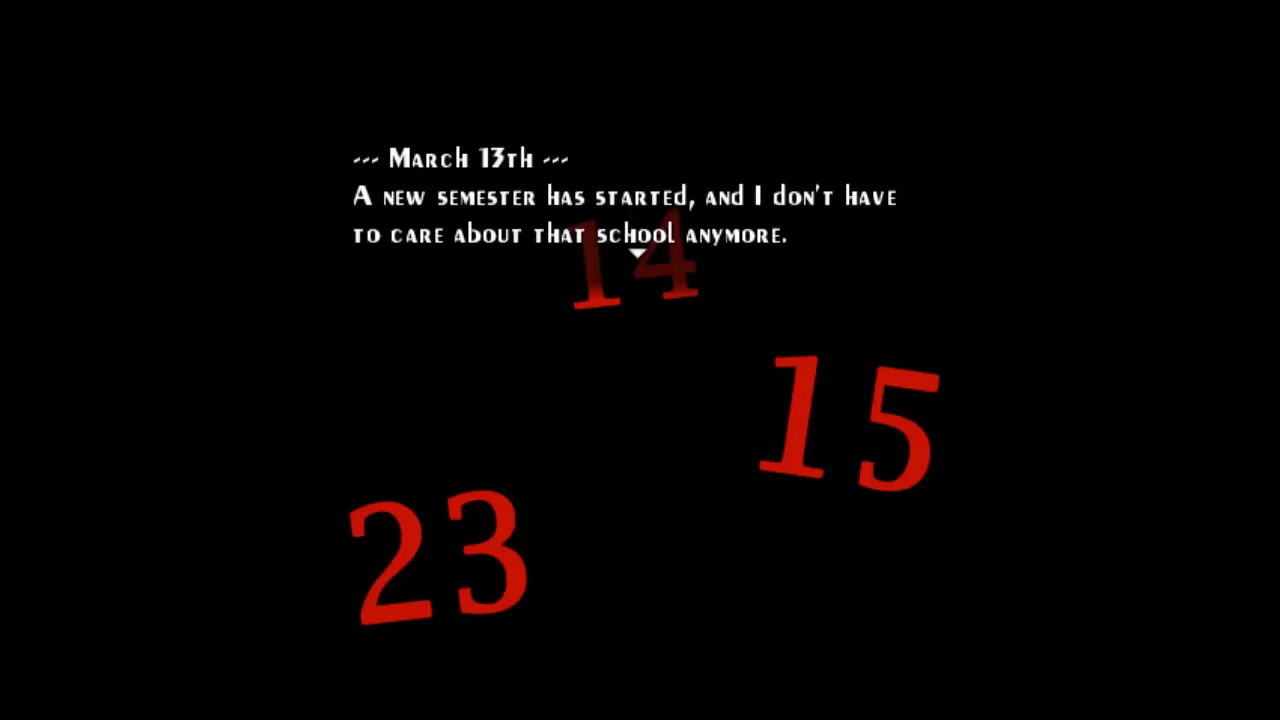 --- March 13th ---
A new semester has started, and I don't have
to care about that school anymore.
14
15
23